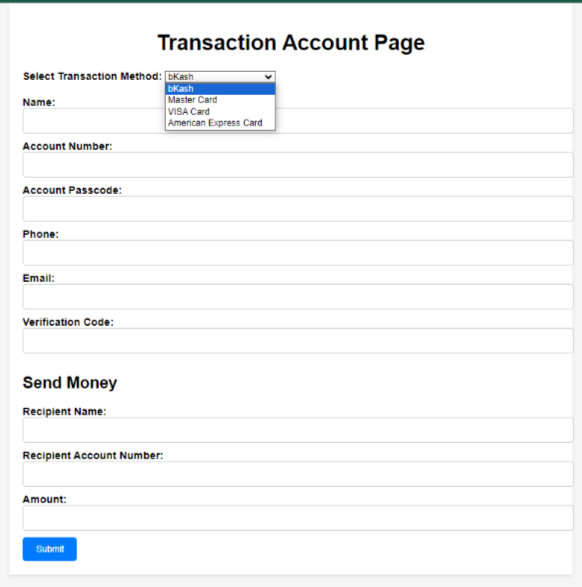 Transaction Account Page
Select Transaction Method: bKash
bKash
Master Card
VISA Card
American Express Card
Name:
Account Number:
Account Passcode:
Phone:
Email:
Verification Code:
Send Money
Recipient Name:
Recipient Account Number:
Amount:
Submit